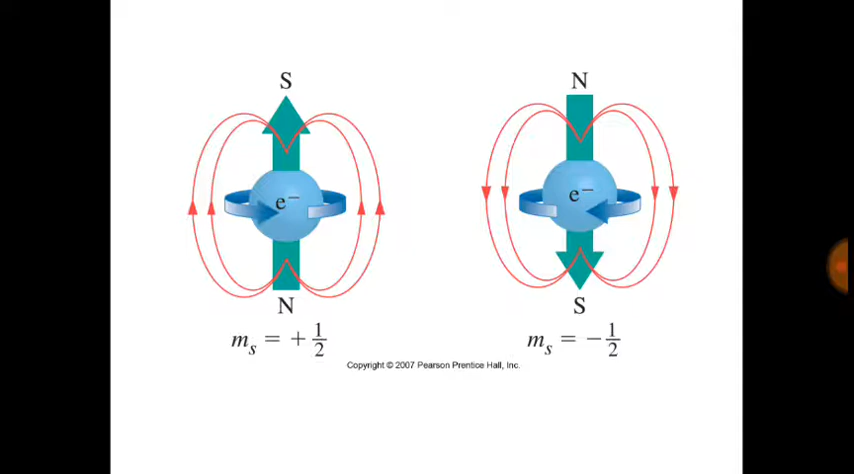 S
N
e⁻
e⁻
N
S
mₛ = + 1/2
mₛ = − 1/2
Copyright © 2007 Pearson Prentice Hall, Inc.